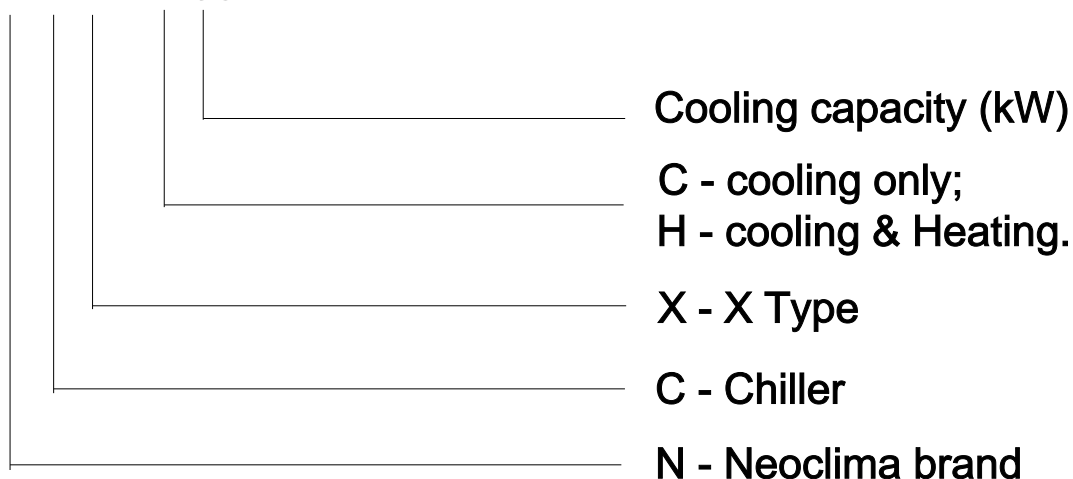 Cooling capacity (kW)
C - cooling only;
H - cooling & Heating.
X - X Type
C - Chiller
N - Neoclima brand